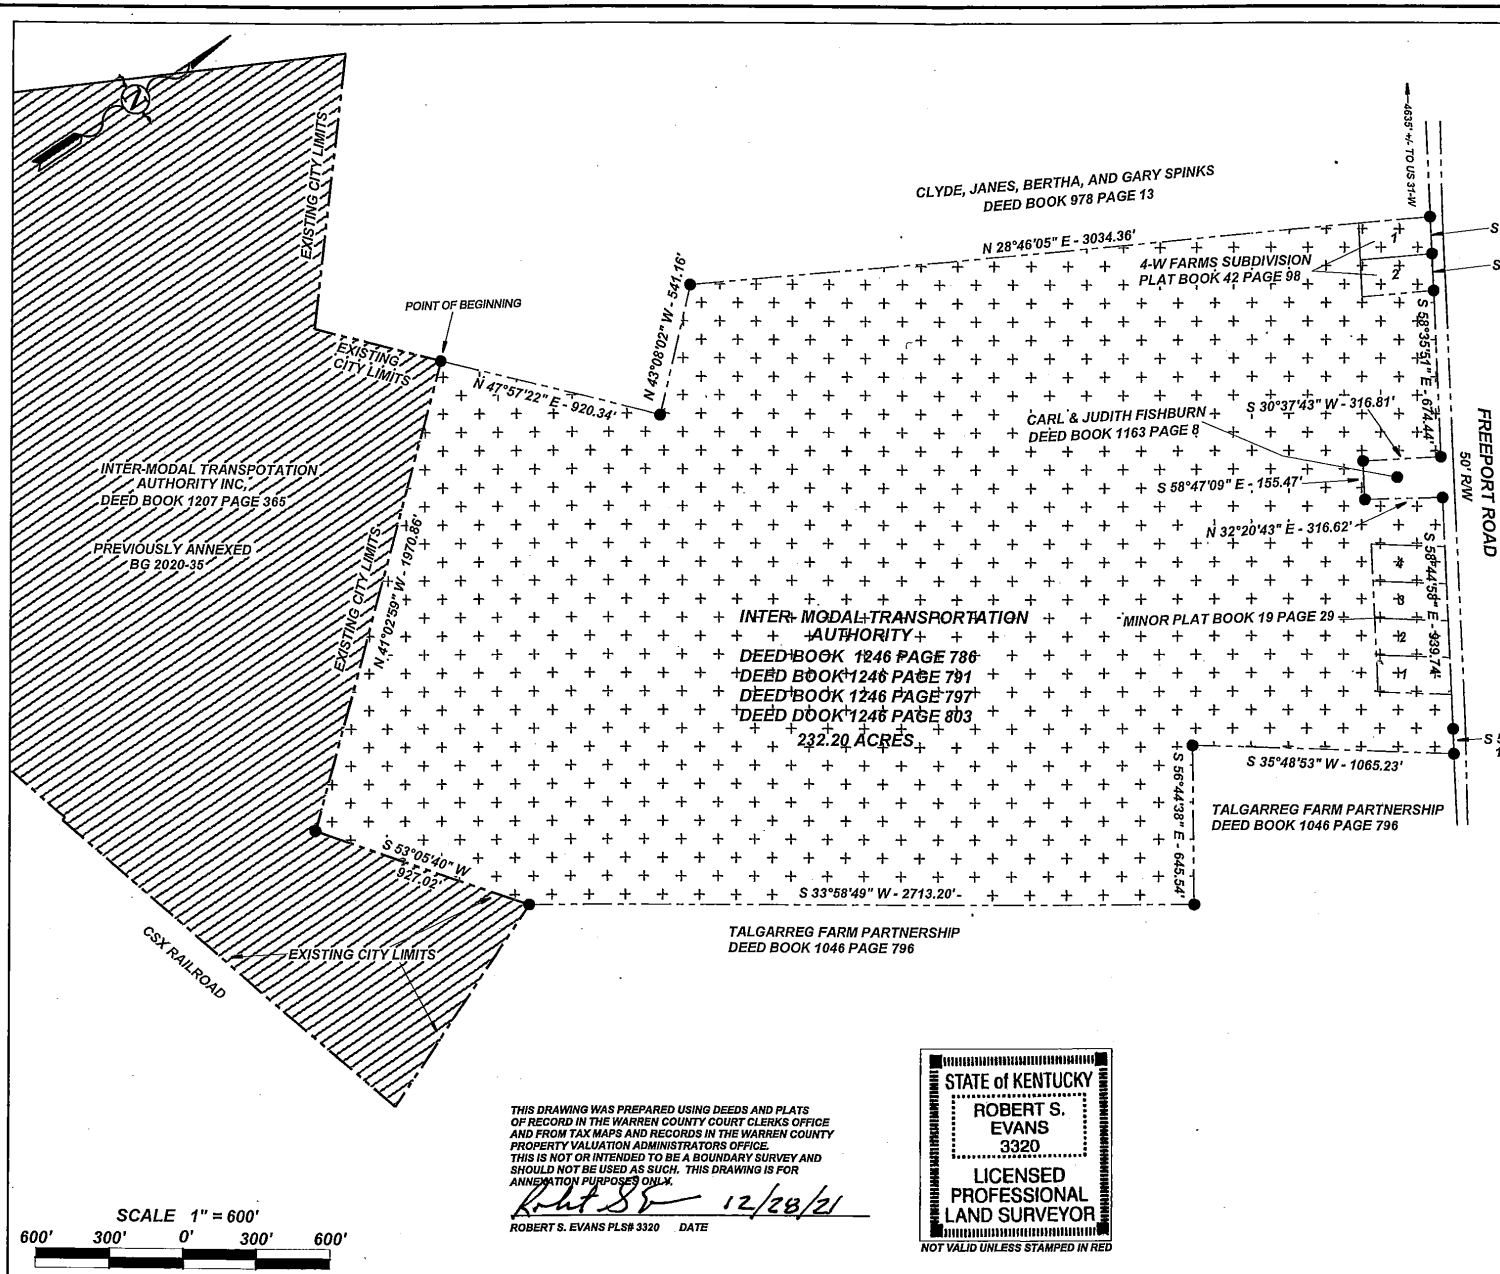 N
EXISTING CITY LIMITS
EXISTING CITY LIMITS
4635' +/- TO US 31-W
CLYDE, JANES, BERTHA, AND GARY SPINKS
DEED BOOK 978 PAGE 13
N 28°46'05" E - 3034.36'
1
4-W FARMS SUBDIVISION
PLAT BOOK 42 PAGE 98
2
S
S
POINT OF BEGINNING
EXISTING
CITY LIMITS
N 47°57'22" E - 920.34'
N 43°08'02" W - 541.16'
S 58°35'51" E - 674.44'
S 30°37'43" W - 316.81'
CARL & JUDITH FISHBURN
DEED BOOK 1163 PAGE 8
S 58°47'09" E - 155.47'
N 32°20'43" E - 316.62'
FREEPORT ROAD
50' R/W
INTER-MODAL TRANSPOTATION
AUTHORITY INC,
DEED BOOK 1207 PAGE 365
PREVIOUSLY ANNEXED
BG 2020-35
EXISTING CITY LIMITS
N 41°02'59" W - 1970.86'
S 58°44'58" E - 939.74'
4
3
2
1
MINOR PLAT BOOK 19 PAGE 29
INTER- MODAL TRANSPORTATION
AUTHORITY
DEED BOOK 1246 PAGE 786
DEED BOOK 1246 PAGE 791
DEED BOOK 1246 PAGE 797
DEED DOOK 1246 PAGE 803
232.20 ACRES
S 5
1
S 35°48'53" W - 1065.23'
S 56°44'38" E - 645.54'
TALGARREG FARM PARTNERSHIP
DEED BOOK 1046 PAGE 796
S 53°05'40" W
927.02'
S 33°58'49" W - 2713.20'
TALGARREG FARM PARTNERSHIP
DEED BOOK 1046 PAGE 796
EXISTING CITY LIMITS
CSX RAILROAD
THIS DRAWING WAS PREPARED USING DEEDS AND PLATS
OF RECORD IN THE WARREN COUNTY COURT CLERKS OFFICE
AND FROM TAX MAPS AND RECORDS IN THE WARREN COUNTY
PROPERTY VALUATION ADMINISTRATORS OFFICE.
THIS IS NOT OR INTENDED TO BE A BOUNDARY SURVEY AND
SHOULD NOT BE USED AS SUCH. THIS DRAWING IS FOR
ANNEXATION PURPOSES ONLY.
12/28/21
ROBERT S. EVANS PLS# 3320 DATE
STATE of KENTUCKY
ROBERT S.
EVANS
3320
LICENSED
PROFESSIONAL
LAND SURVEYOR
NOT VALID UNLESS STAMPED IN RED
SCALE 1" = 600'
600' 300' 0' 300' 600'